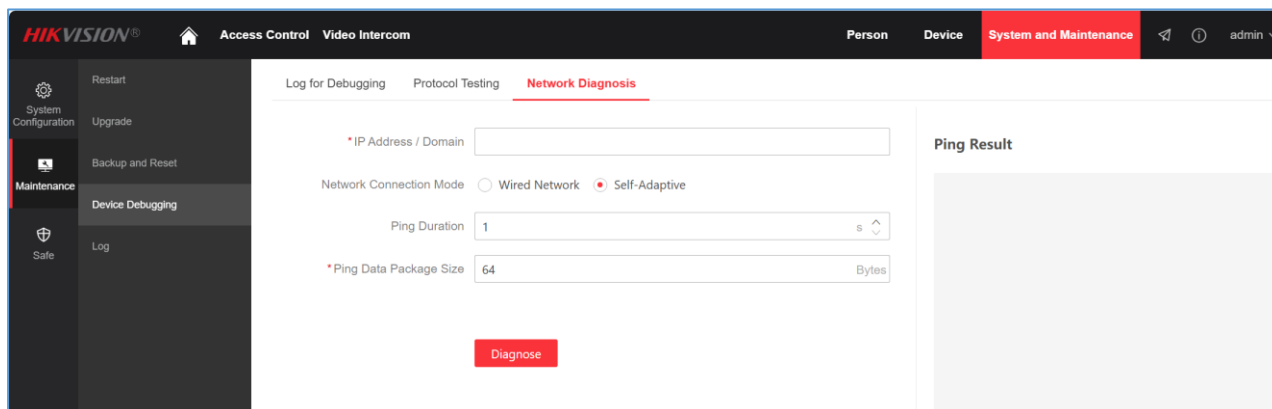 HIKVISION® Access Control Video Intercom Person Device System and Maintenance admin
System
Configuration
Maintenance
Safe
Restart
Upgrade
Backup and Reset
Device Debugging
Log
Log for Debugging Protocol Testing Network Diagnosis
*IP Address / Domain
Network Connection Mode Wired Network Self-Adaptive
Ping Duration 1 s
*Ping Data Package Size 64 Bytes
Diagnose
Ping Result